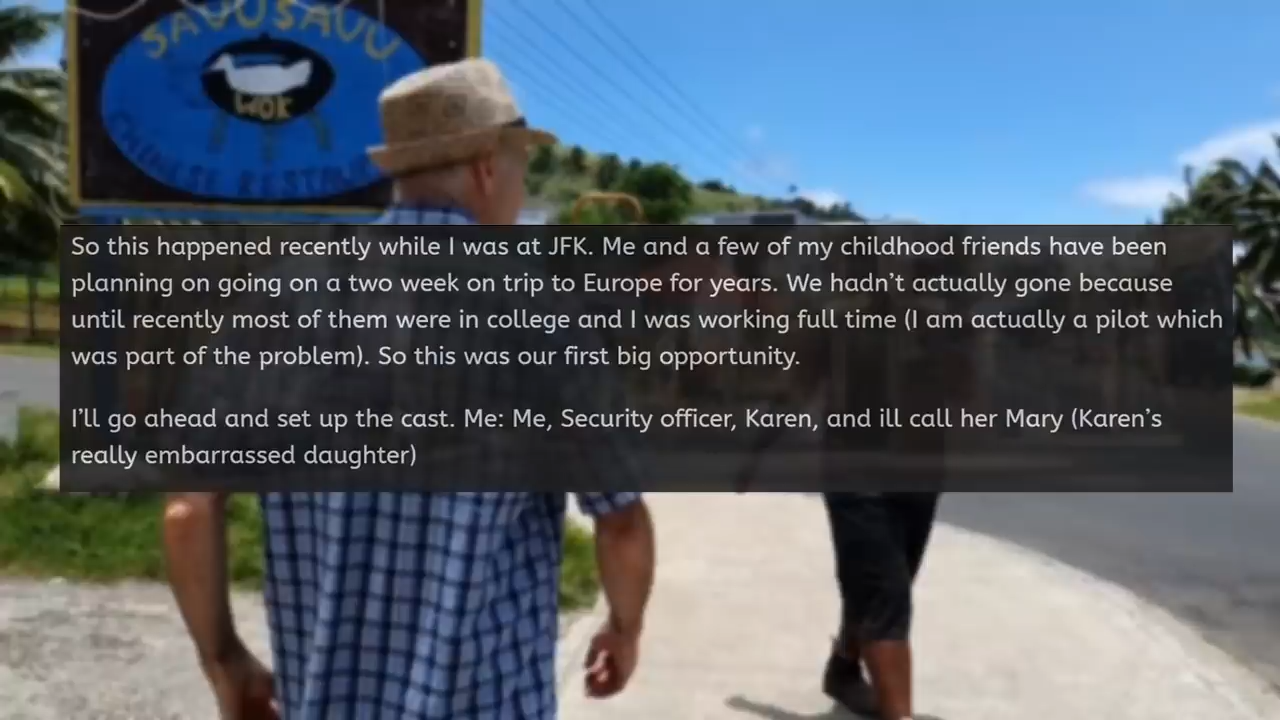 SAVUSAVU
WOK
CHINESE RESTAU
So this happened recently while I was at JFK. Me and a few of my childhood friends have been
planning on going on a two week on trip to Europe for years. We hadn’t actually gone because
until recently most of them were in college and I was working full time (I am actually a pilot which
was part of the problem). So this was our first big opportunity.
I’ll go ahead and set up the cast. Me: Me, Security officer, Karen, and ill call her Mary (Karen’s
really embarrassed daughter)